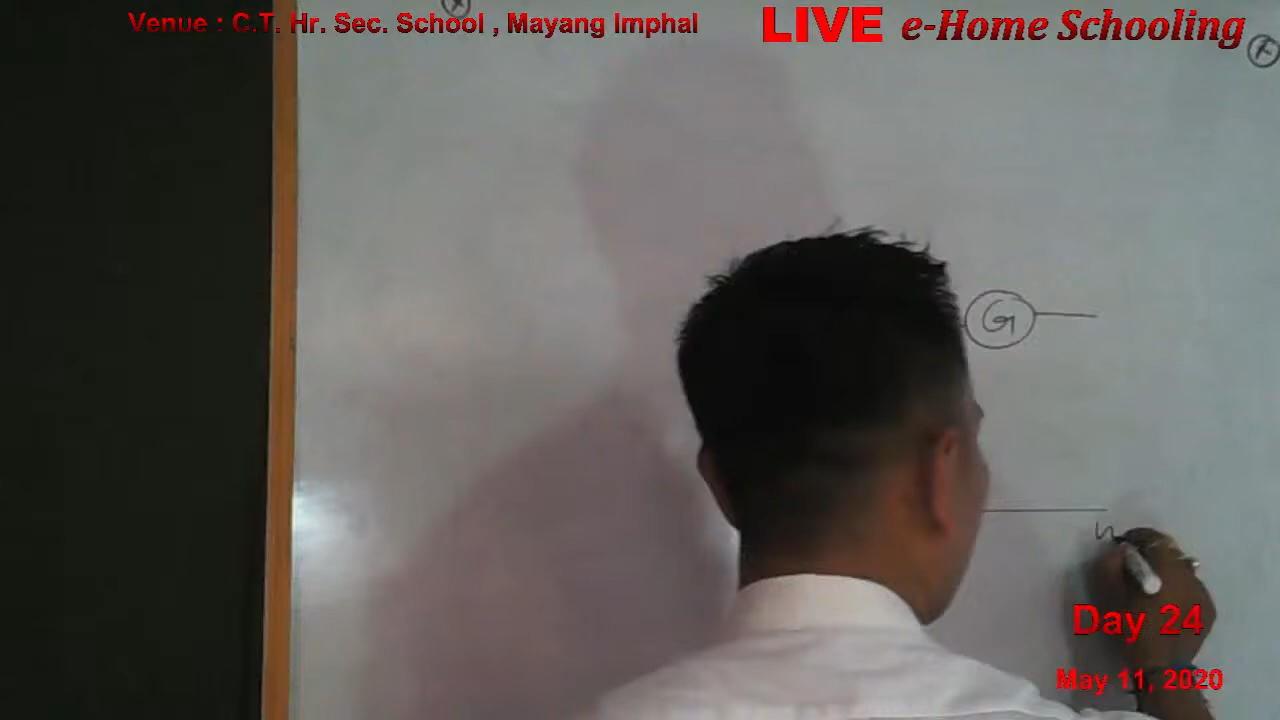 Venue : C.T. Hr. Sec. School , Mayang Imphal
LIVE e-Home Schooling
G
Day 24
May 11, 2020